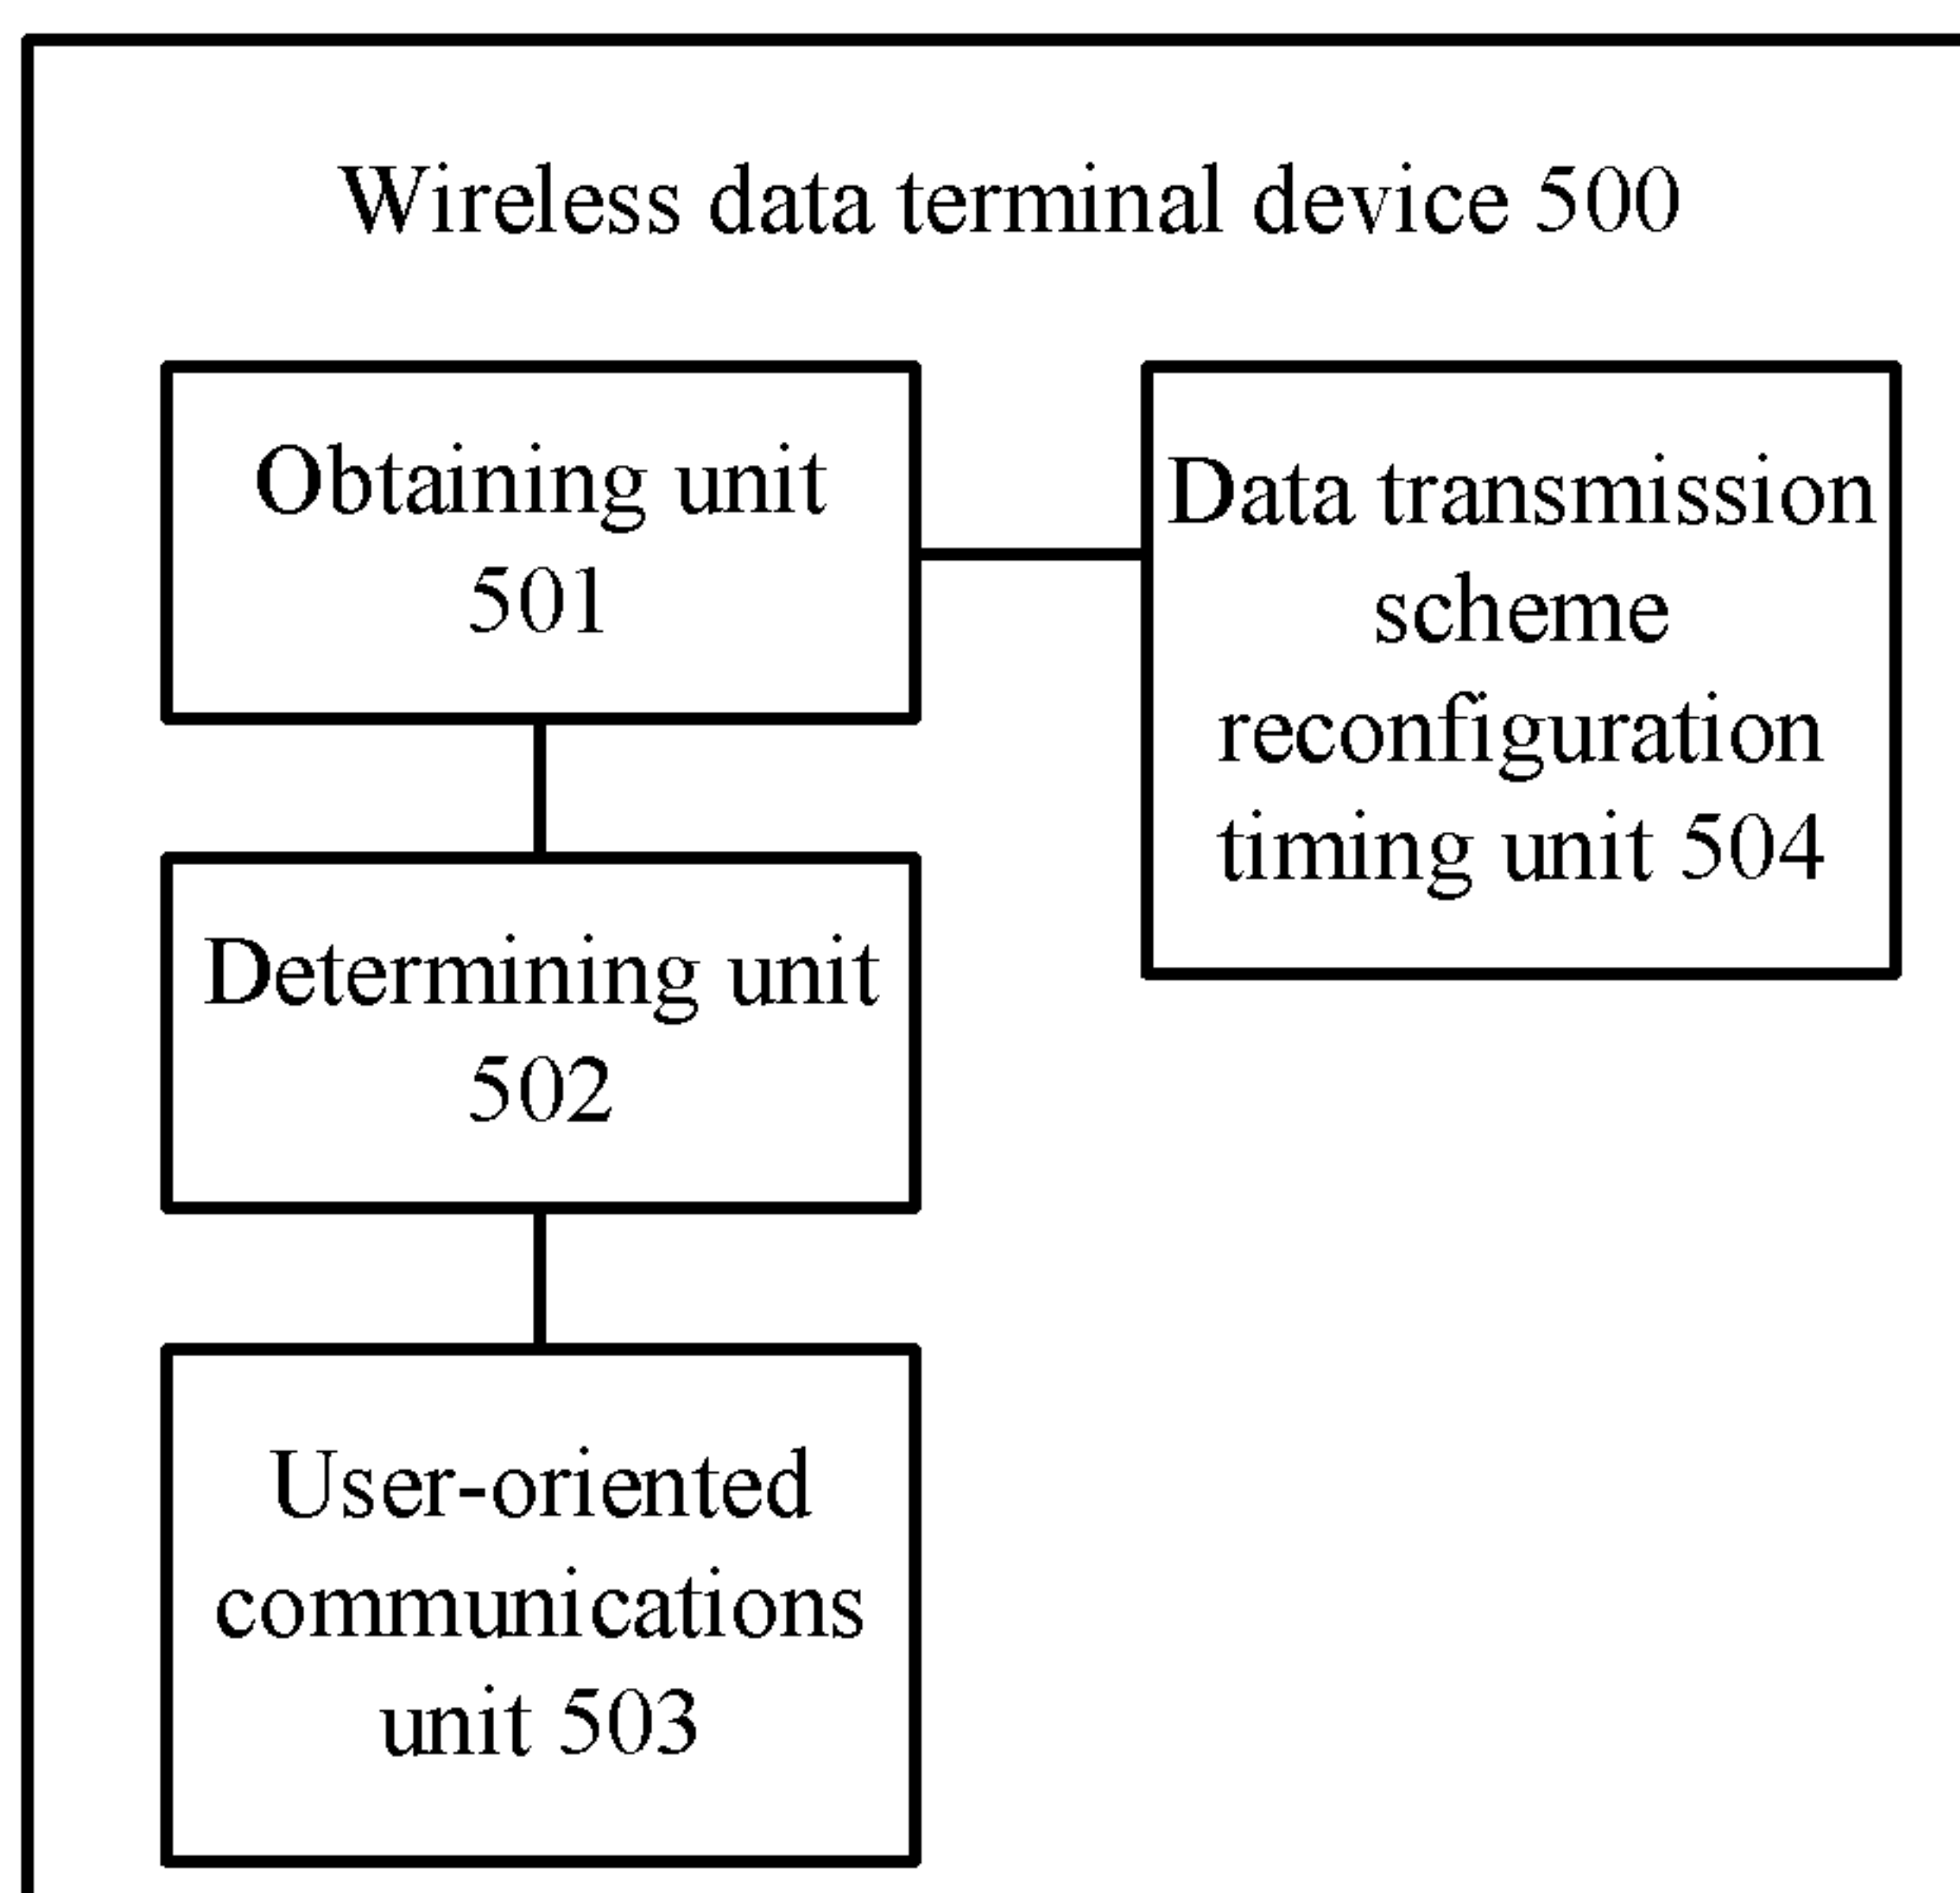 Wireless data terminal device 500
Obtaining unit
501
Data transmission
scheme
reconfiguration
timing unit 504
Determining unit
502
User-oriented
communications
unit 503